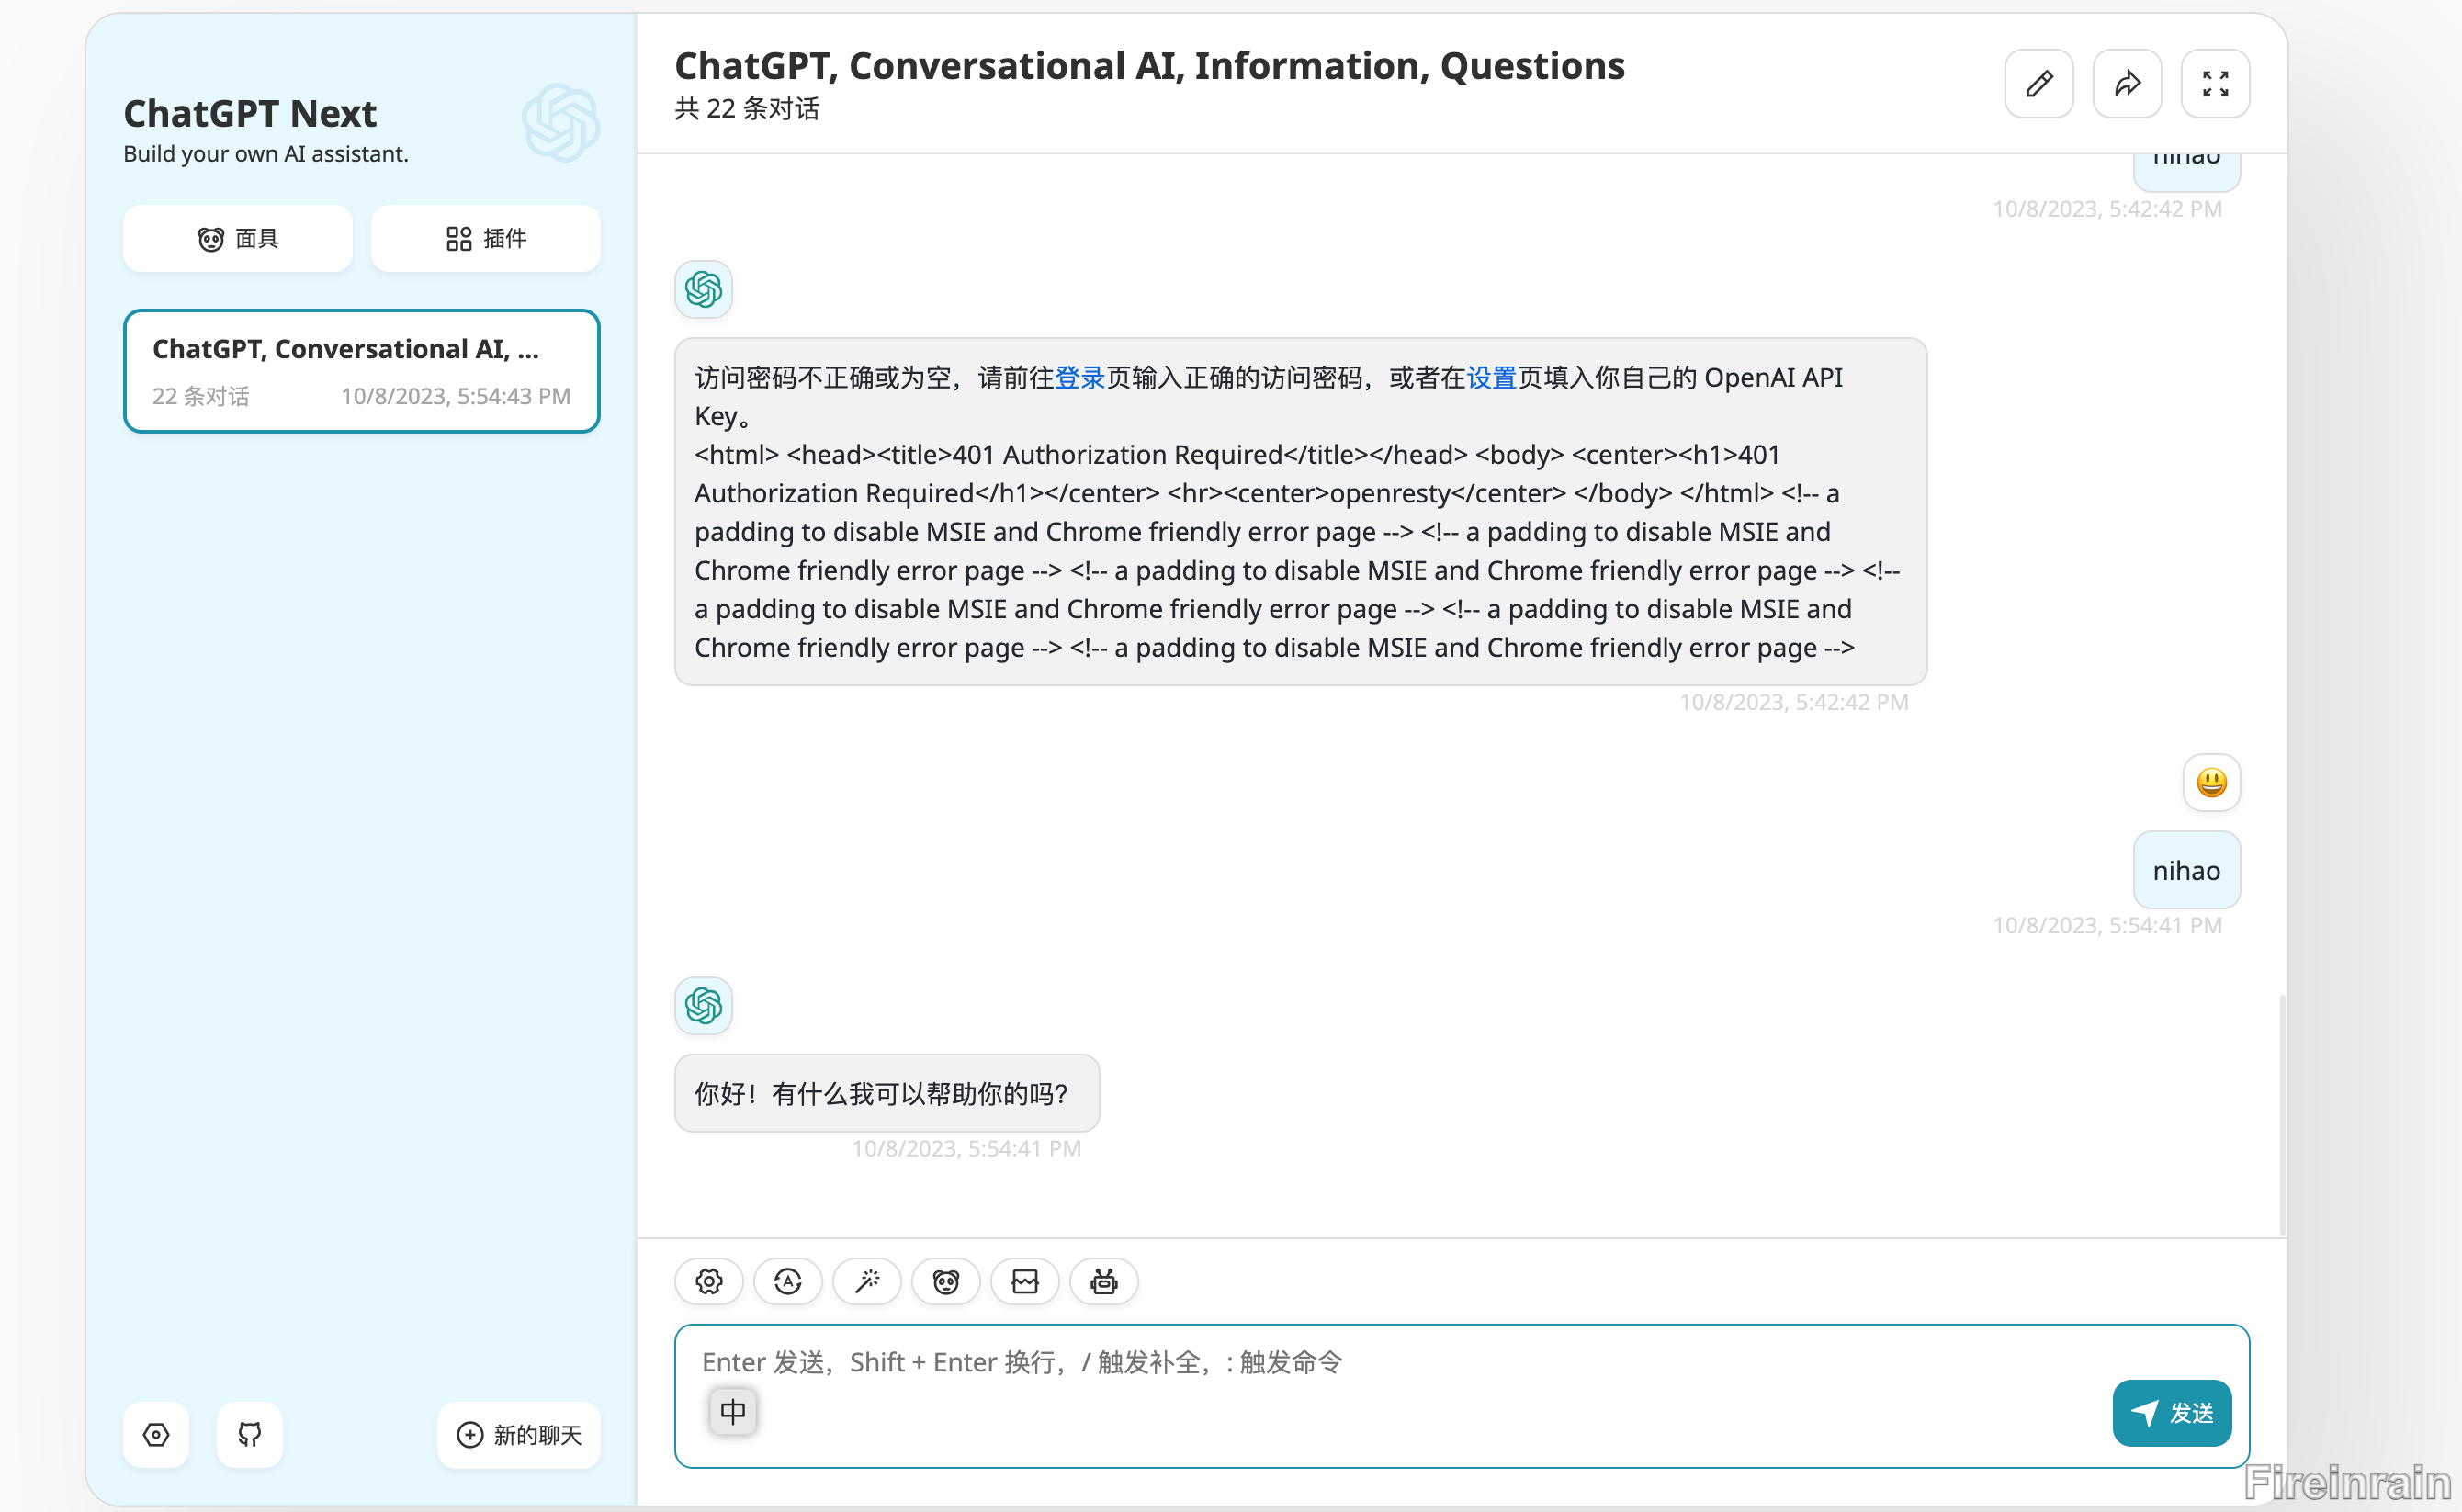 ChatGPT Next
Build your own AI assistant.
面具
插件
ChatGPT, Conversational AI, ...
22 条对话
10/8/2023, 5:54:43 PM
新的聊天
ChatGPT, Conversational AI, Information, Questions
共 22 条对话
nihao
10/8/2023, 5:42:42 PM
访问密码不正确或为空，请前往登录页输入正确的访问密码，或者在设置页填入你自己的 OpenAI API
Key。
<html> <head><title>401 Authorization Required</title></head> <body> <center><h1>401
Authorization Required</h1></center> <hr><center>openresty</center> </body> </html> <!-- a
padding to disable MSIE and Chrome friendly error page --> <!-- a padding to disable MSIE and
Chrome friendly error page --> <!-- a padding to disable MSIE and Chrome friendly error page --> <!--
a padding to disable MSIE and Chrome friendly error page --> <!-- a padding to disable MSIE and
Chrome friendly error page --> <!-- a padding to disable MSIE and Chrome friendly error page -->
10/8/2023, 5:42:42 PM
nihao
10/8/2023, 5:54:41 PM
你好！有什么我可以帮助你的吗？
10/8/2023, 5:54:41 PM
Enter 发送，Shift + Enter 换行，/ 触发补全，: 触发命令
中
发送
Fireinrain